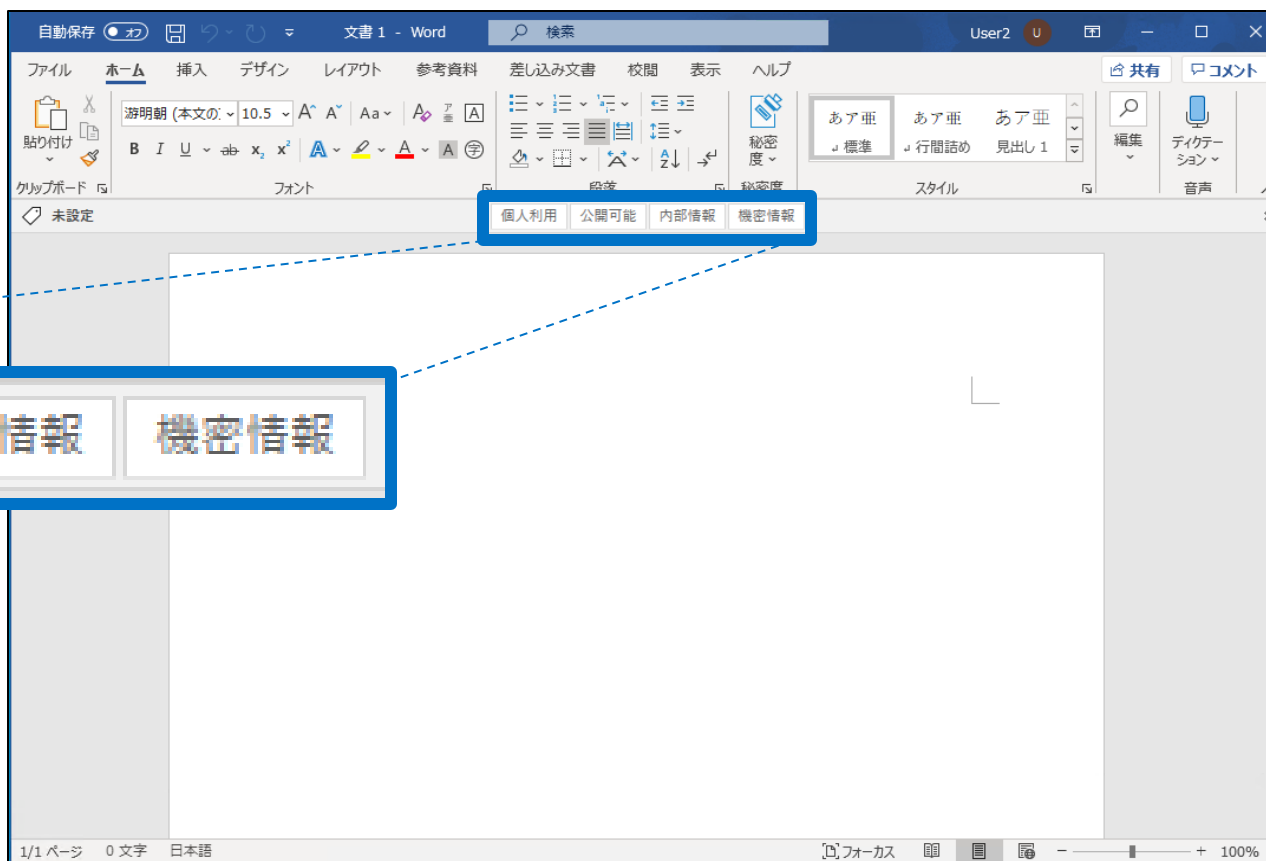 自動保存 オフ 文書 1 - Word 検索 User2 U
ファイル ホーム 挿入 デザイン レイアウト 参考資料 差し込み文書 校閲 表示 ヘルプ 共有 コメント
游明朝 (本文の 10.5 A A Aa A ア亜 A
貼り付け B I U ab x₂ x² A A A 字 A Z 秘密度 あア亜 標準 あア亜 行間詰め あア亜 見出し 1 編集 ディクテーション
クリップボード フォント 段落 秘密度 スタイル 音声
未設定 個人利用 公開可能 内部情報 機密情報
情報 機密情報
1/1 ページ 0 文字 日本語 フォーカス 100%